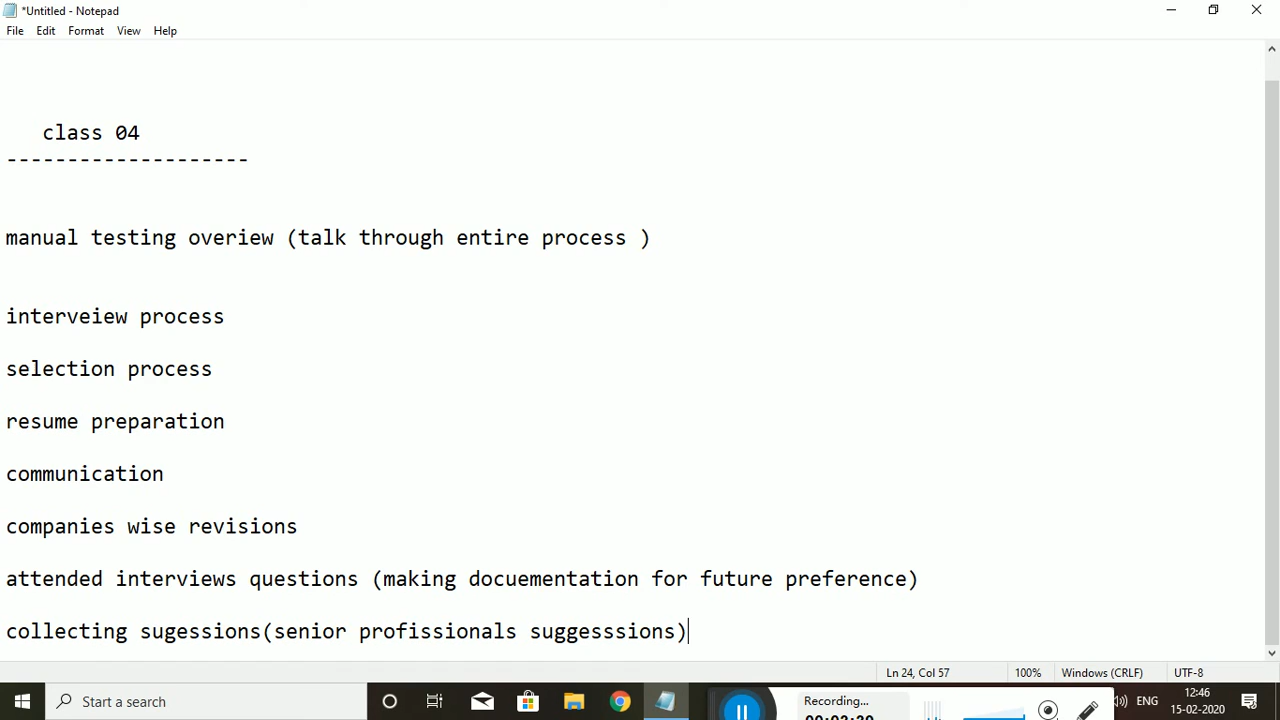 *Untitled - Notepad
File Edit Format View Help
class 04
--------------------
manual testing overiew (talk through entire process )
interveiew process
selection process
resume preparation
communication
companies wise revisions
attended interviews questions (making docuementation for future preference)
collecting sugessions(senior profissionals suggesssions)
Ln 24, Col 57 100% Windows (CRLF) UTF-8
Start a search Recording... ENG 12:46
15-02-2020